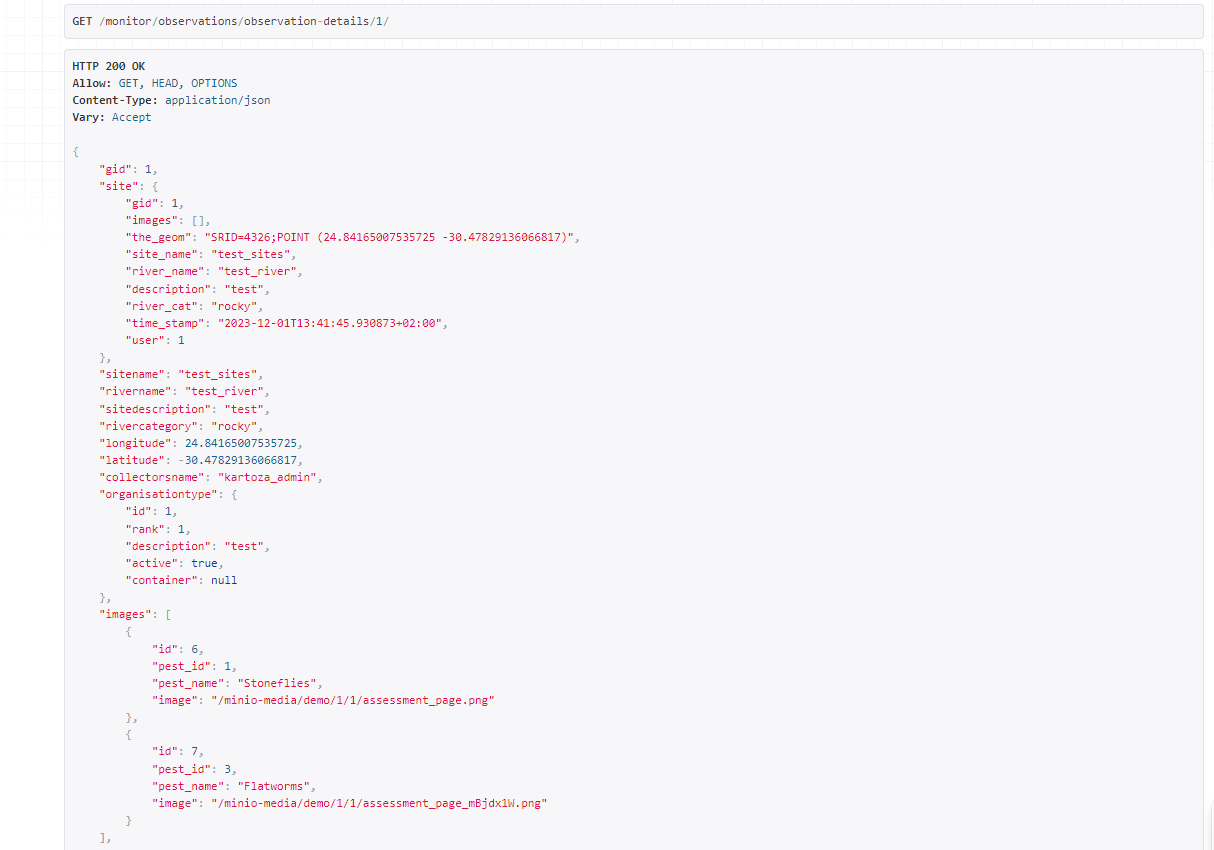 GET /monitor/observations/observation-details/1/
HTTP 200 OK
Allow: GET, HEAD, OPTIONS
Content-Type: application/json
Vary: Accept
{
    "gid": 1,
    "site": {
        "gid": 1,
        "images": [],
        "the_geom": "SRID=4326;POINT (24.84165007535725 -30.47829136066817)",
        "site_name": "test_sites",
        "river_name": "test_river",
        "description": "test",
        "river_cat": "rocky",
        "time_stamp": "2023-12-01T13:41:45.930873+02:00",
        "user": 1
    },
    "sitename": "test_sites",
    "rivername": "test_river",
    "sitedescription": "test",
    "rivercategory": "rocky",
    "longitude": 24.84165007535725,
    "latitude": -30.47829136066817,
    "collectorsname": "kartoza_admin",
    "organisationtype": {
        "id": 1,
        "rank": 1,
        "description": "test",
        "active": true,
        "container": null
    },
    "images": [
        {
            "id": 6,
            "pest_id": 1,
            "pest_name": "Stoneflies",
            "image": "/minio-media/demo/1/1/assessment_page.png"
        },
        {
            "id": 7,
            "pest_id": 3,
            "pest_name": "Flatworms",
            "image": "/minio-media/demo/1/1/assessment_page_mBjdx1W.png"
        }
    ],